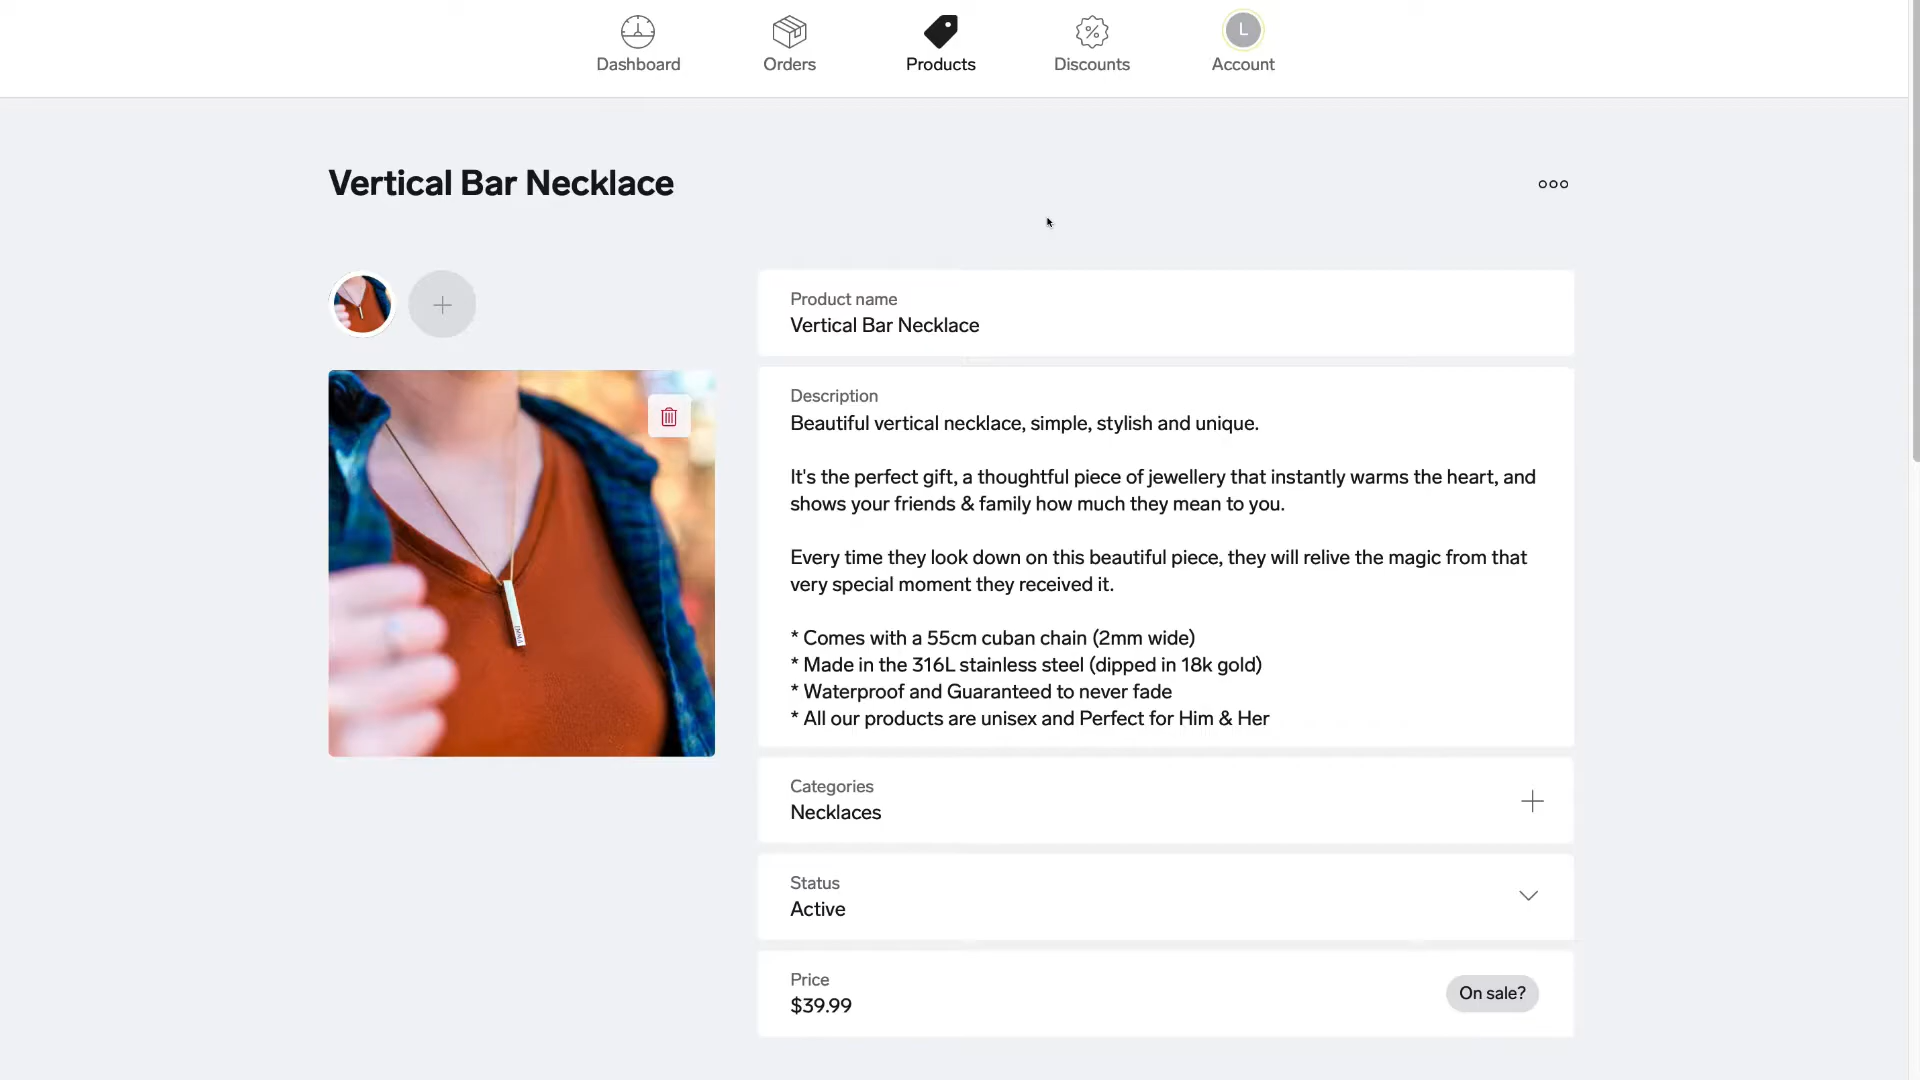 Dashboard
Orders
Products
Discounts
L
Account
Vertical Bar Necklace
Product name
Vertical Bar Necklace
Description
Beautiful vertical necklace, simple, stylish and unique.
It's the perfect gift, a thoughtful piece of jewellery that instantly warms the heart, and
shows your friends & family how much they mean to you.
Every time they look down on this beautiful piece, they will relive the magic from that
very special moment they received it.
* Comes with a 55cm cuban chain (2mm wide)
* Made in the 316L stainless steel (dipped in 18k gold)
* Waterproof and Guaranteed to never fade
* All our products are unisex and Perfect for Him & Her
Categories
Necklaces
Status
Active
Price
$39.99
On sale?